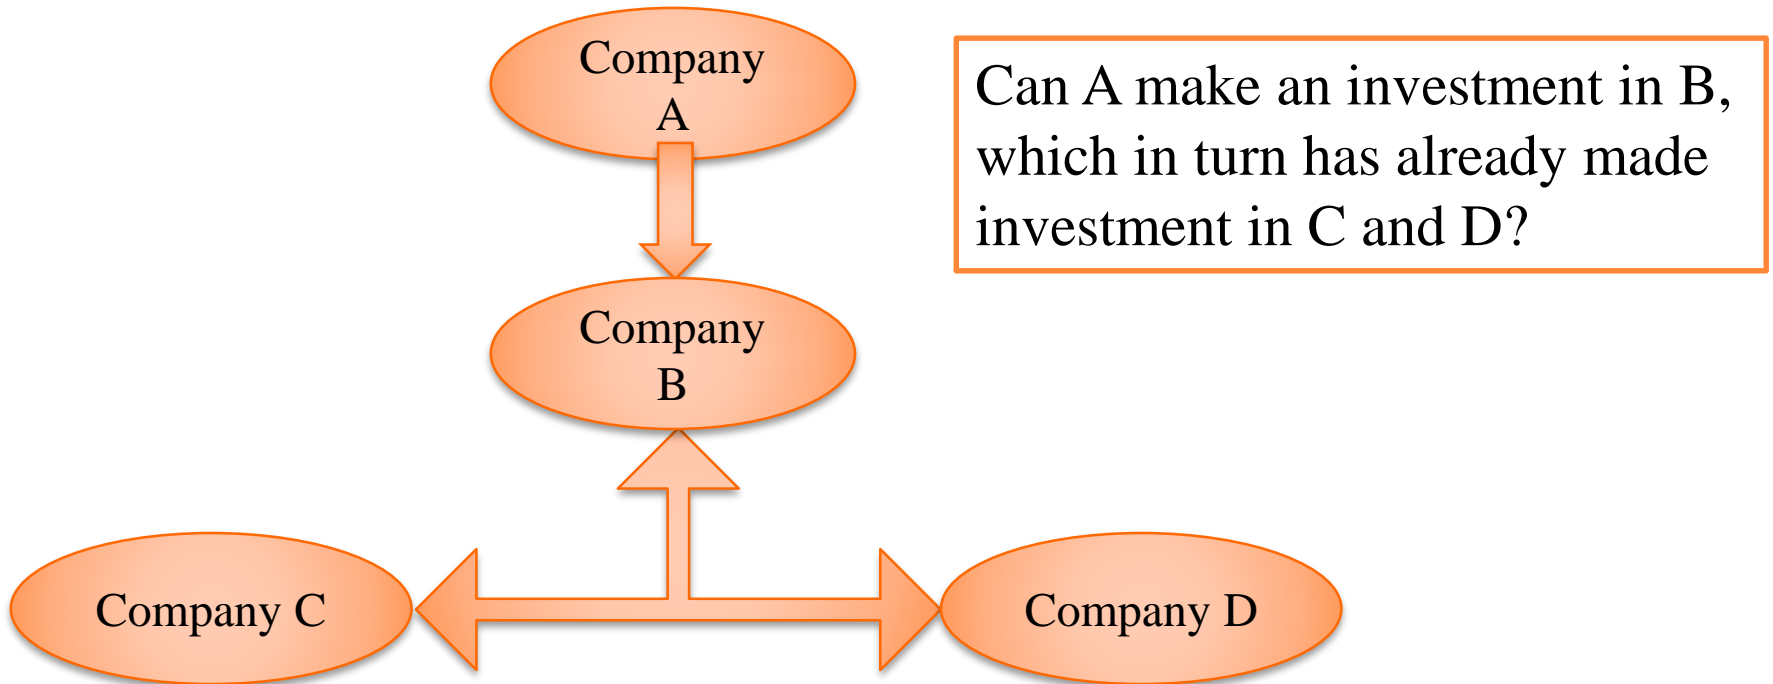 Company
A
Can A make an investment in B,
which in turn has already made
investment in C and D?
Company
B
Company C
Company D